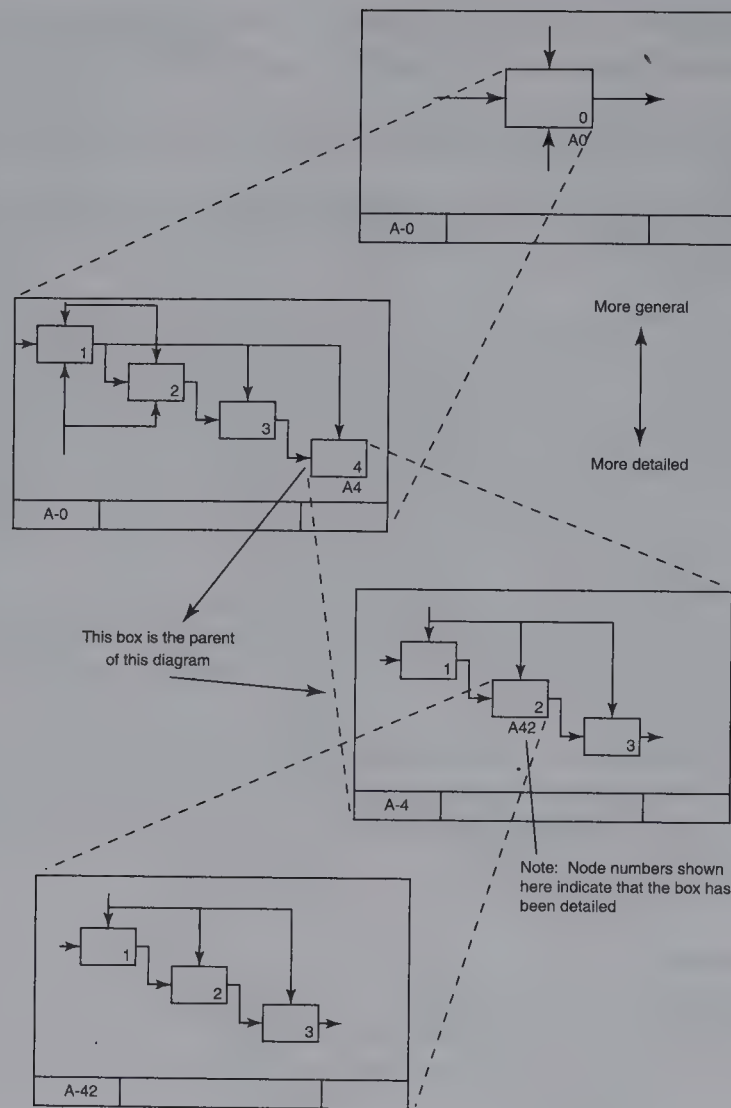 0
A0
A-0
More general
More detailed
1
2
3
4
A4
A-0
This box is the parent
of this diagram
1
2
A42
3
A-4
Note: Node numbers shown
here indicate that the box has
been detailed
1
2
3
A-42